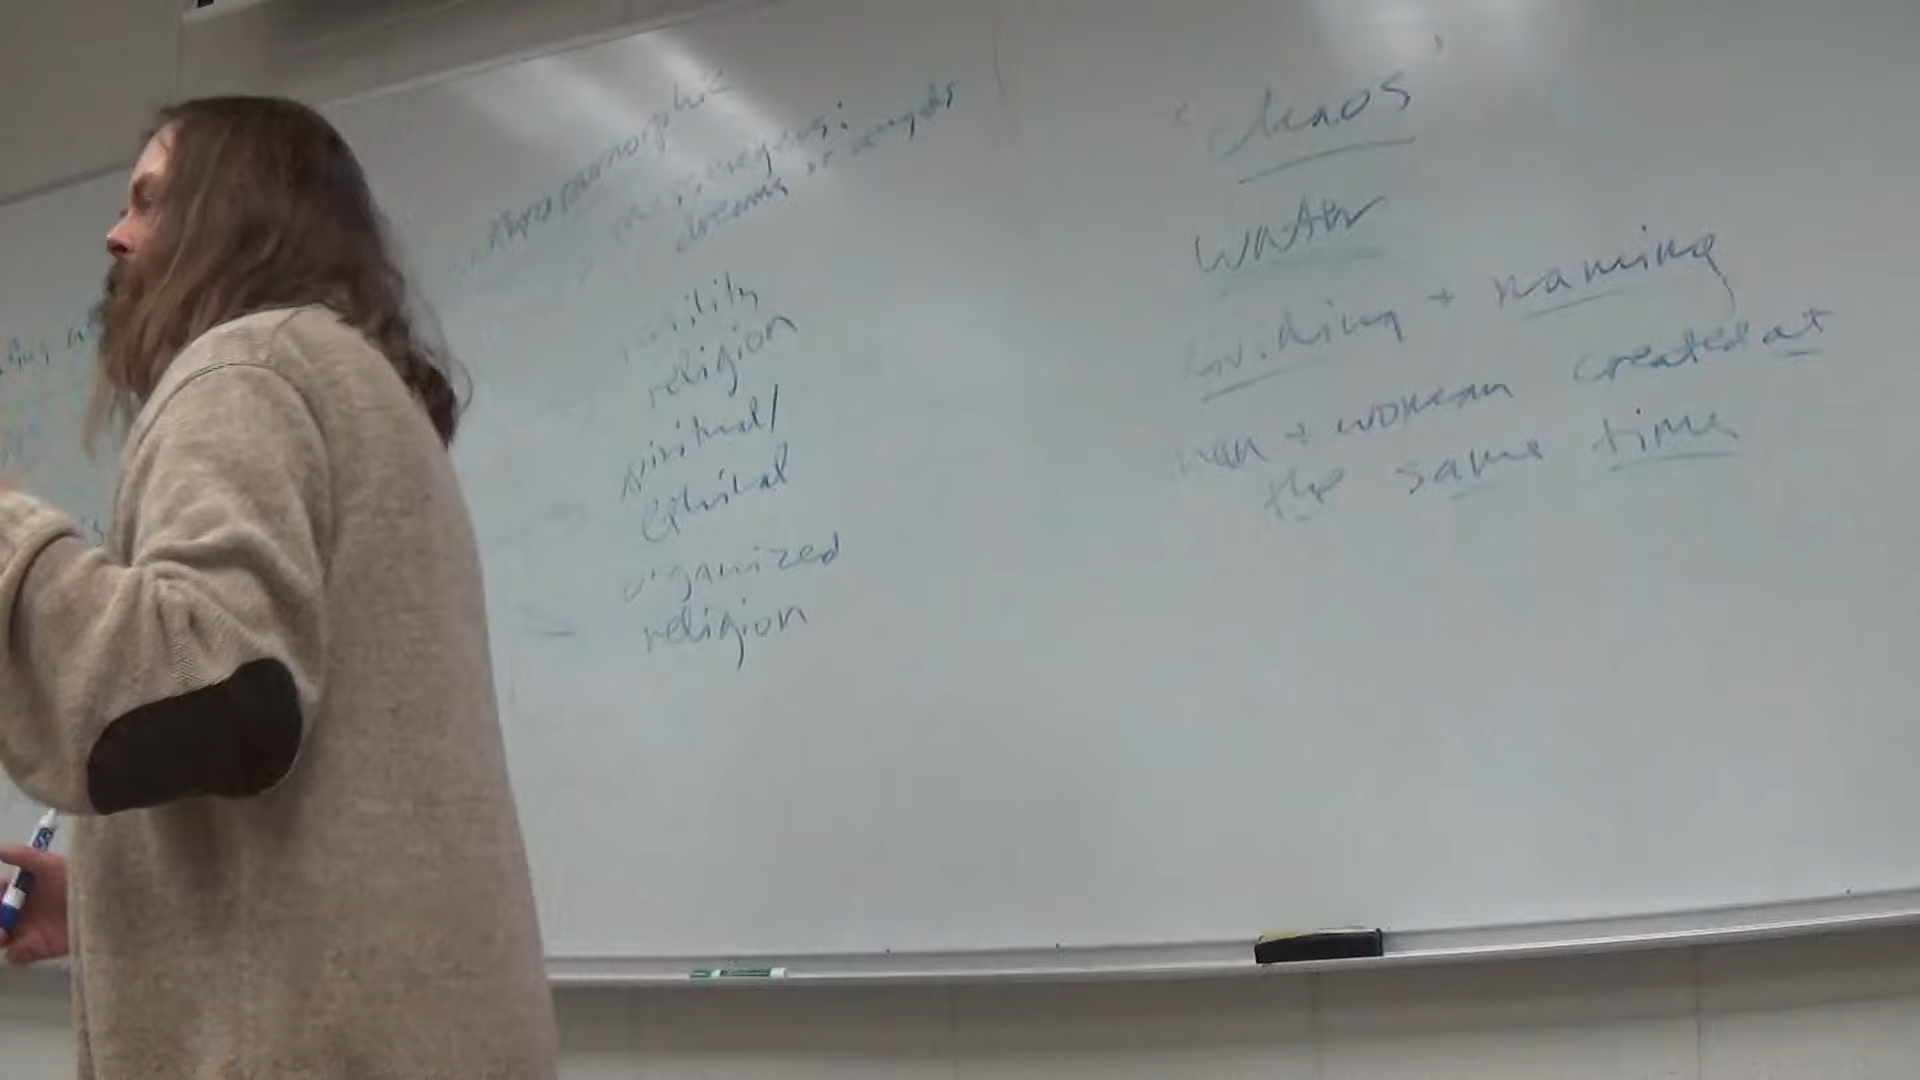 anthropomorphic
messengers:
dreams or angels
religion
spiritual/
ethical
organized
religion
'chaos'
water
dividing + naming
man + woman created at
the same time